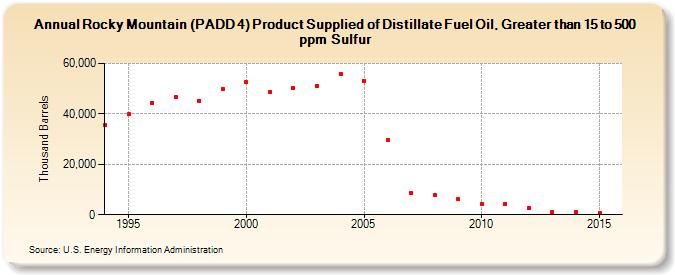 Annual Rocky Mountain (PADD 4) Product Supplied of Distillate Fuel Oil, Greater than 15 to 500
ppm Sulfur
Thousand Barrels
60,000
40,000
20,000
0
1995 2000 2005 2010 2015
Source: U.S. Energy Information Administration